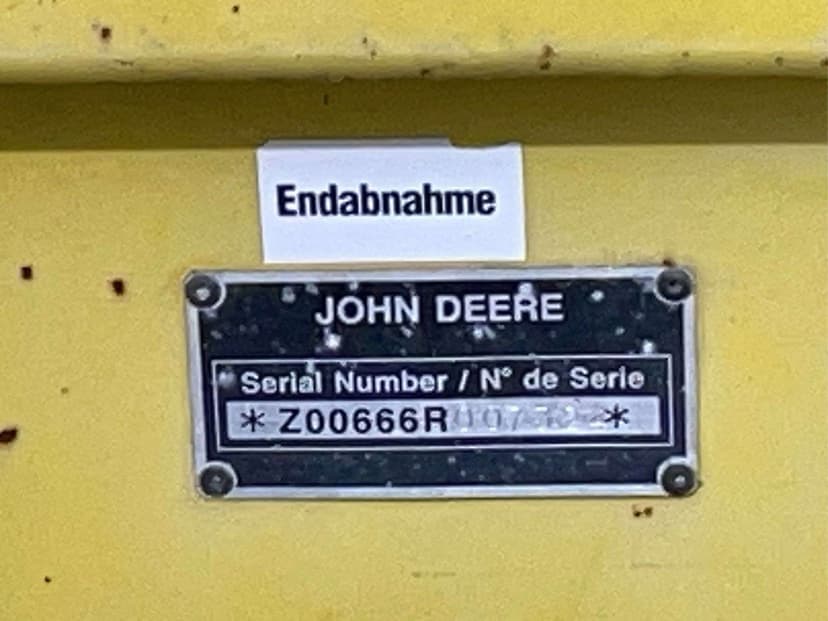 Endabnahme
JOHN DEERE
Serial Number / N° de Serie
*Z00666R